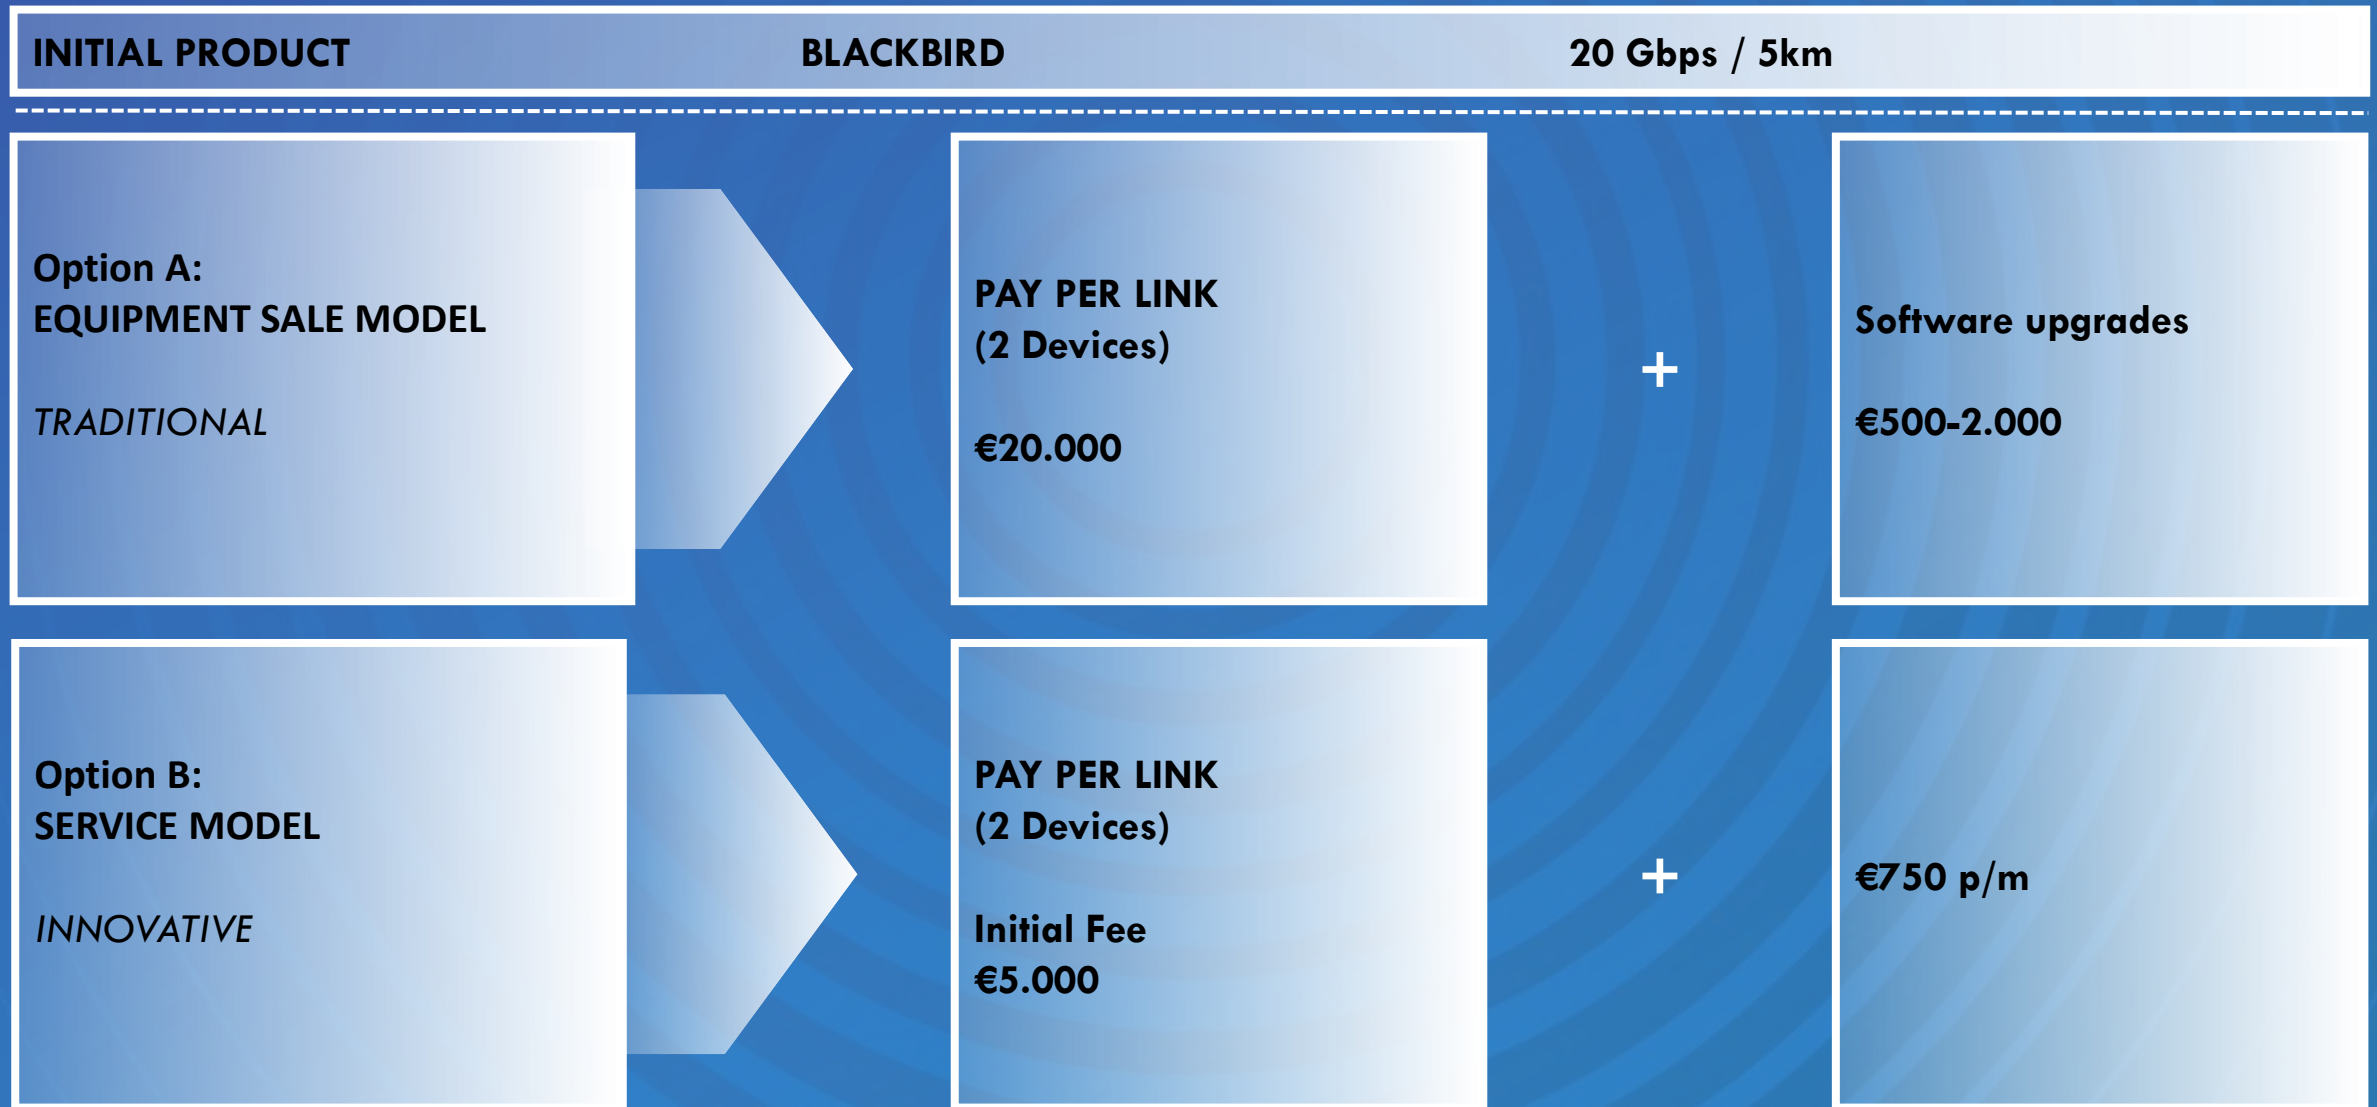 INITIAL PRODUCT BLACKBIRD 20 Gbps / 5km
Option A:
EQUIPMENT SALE MODEL
TRADITIONAL
PAY PER LINK
(2 Devices)
€20.000
+
Software upgrades
€500-2.000
Option B:
SERVICE MODEL
INNOVATIVE
PAY PER LINK
(2 Devices)
Initial Fee
€5.000
+
€750 p/m